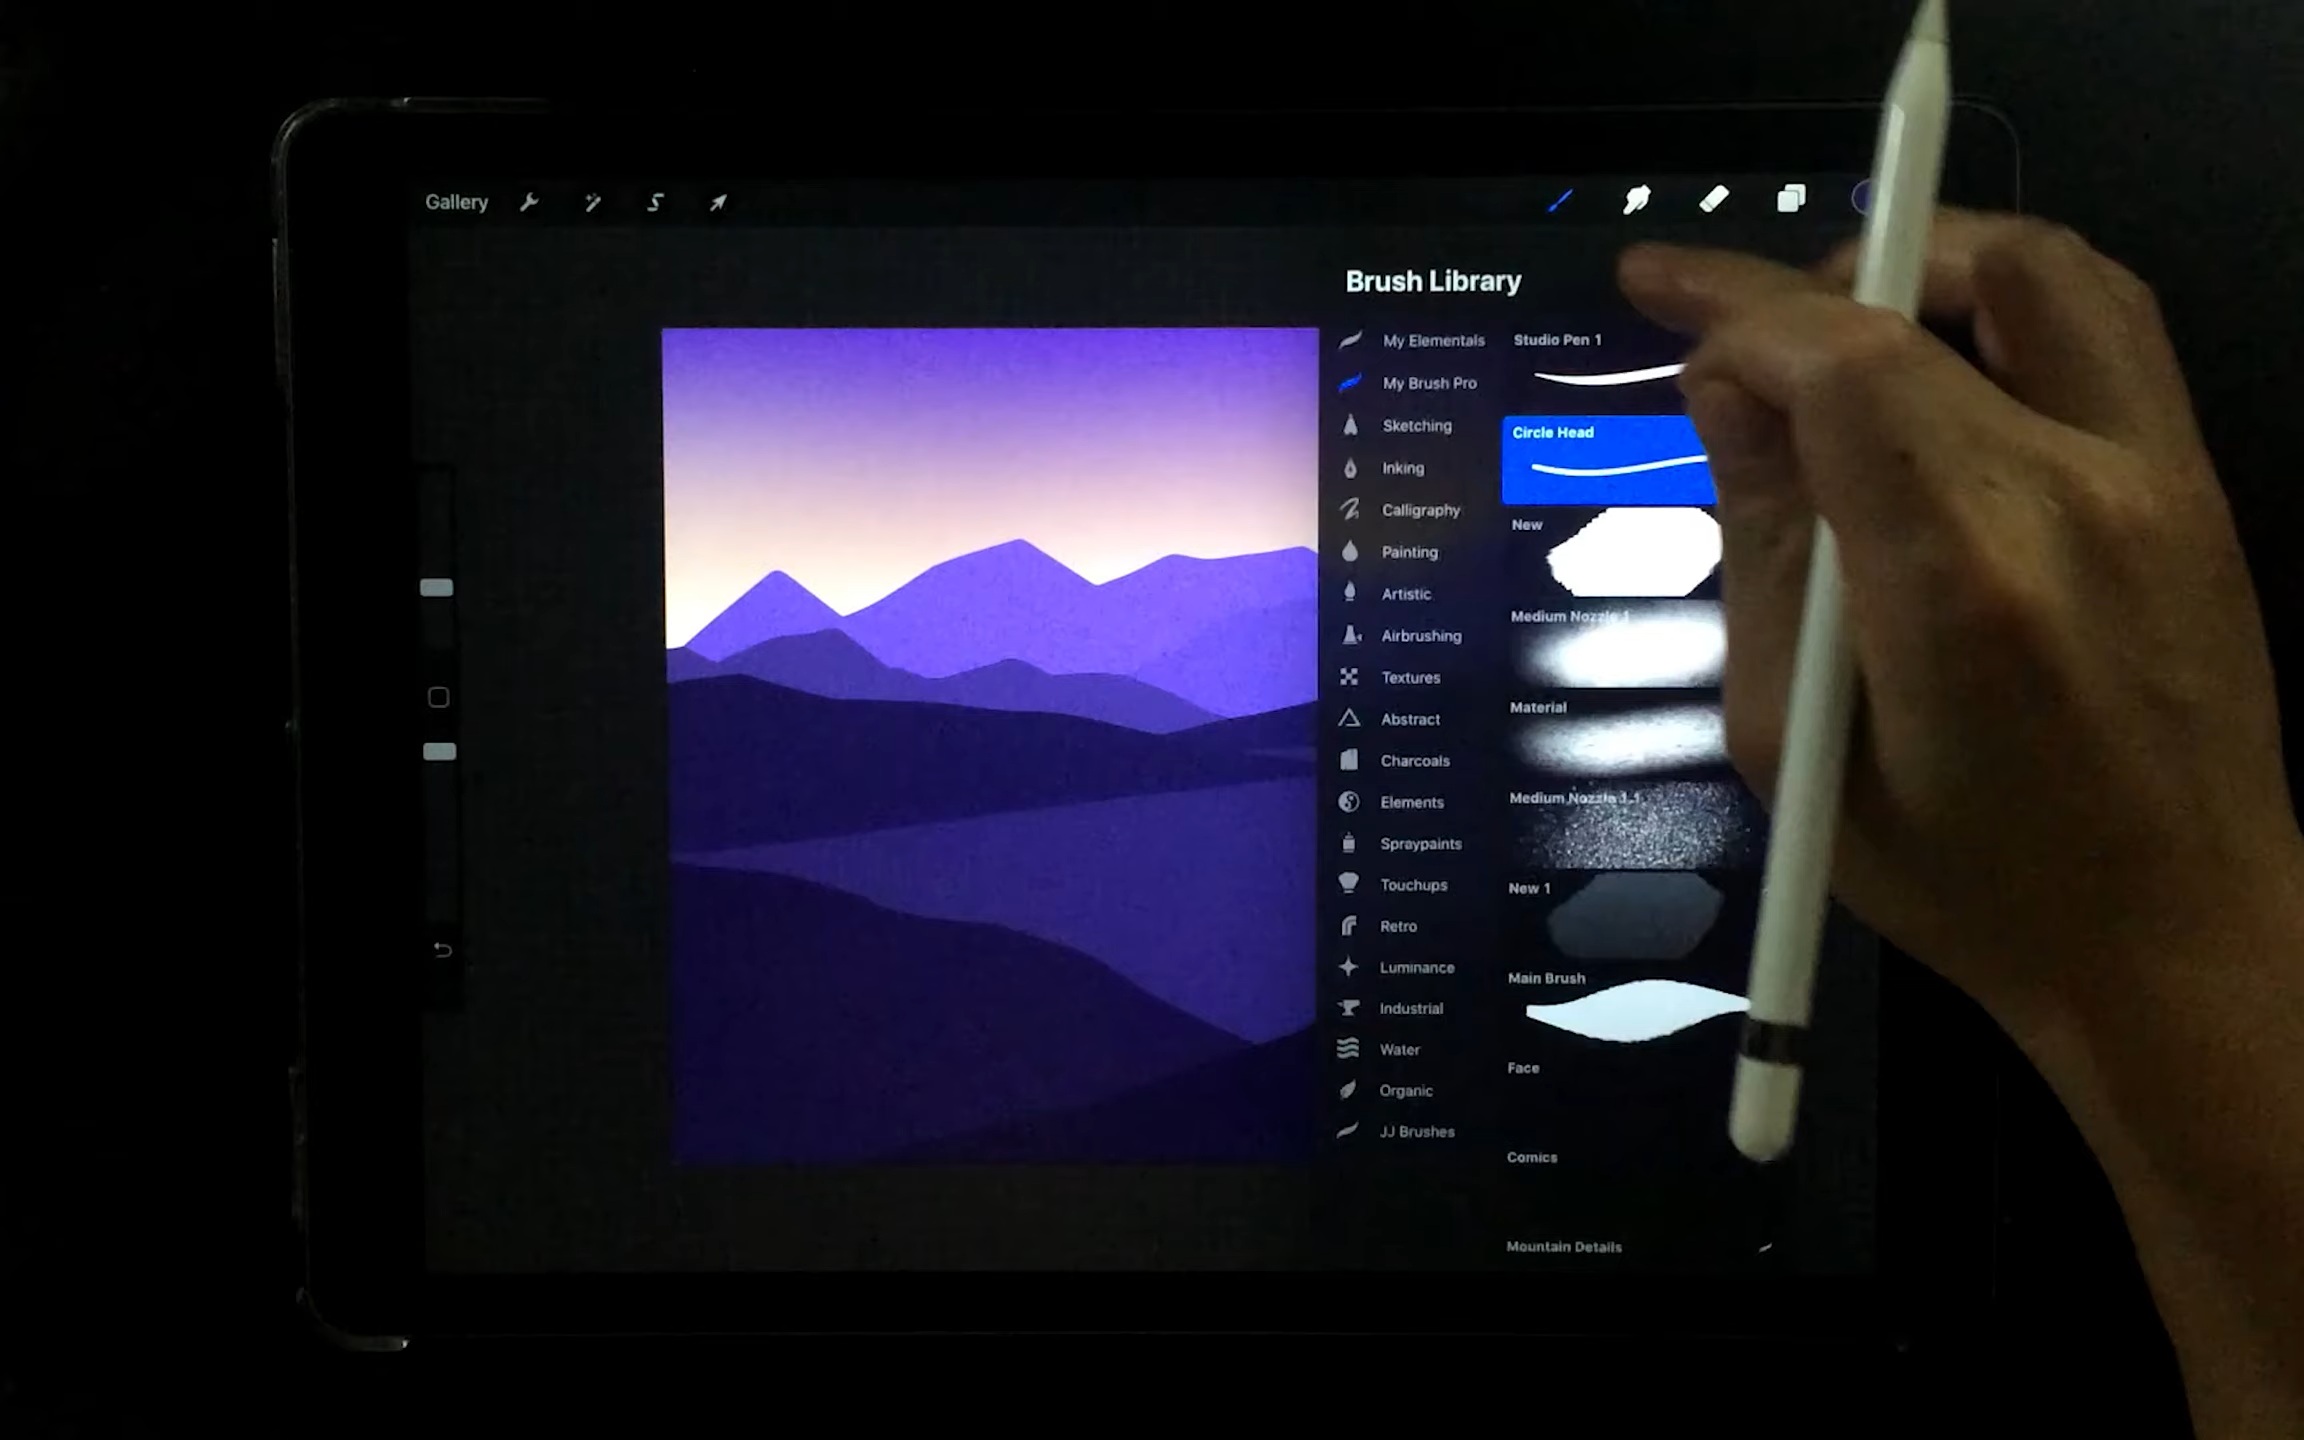 Gallery
Brush Library
My Elementals
My Brush Pro
Sketching
Inking
Calligraphy
Painting
Artistic
Airbrushing
Textures
Abstract
Charcoals
Elements
Spraypaints
Touchups
Retro
Luminance
Industrial
Water
Organic
JJ Brushes
Studio Pen 1
Circle Head
New
Medium Nozzle 1
Material
Medium Nozzle 1.1
New 1
Main Brush
Face
Comics
Mountain Details